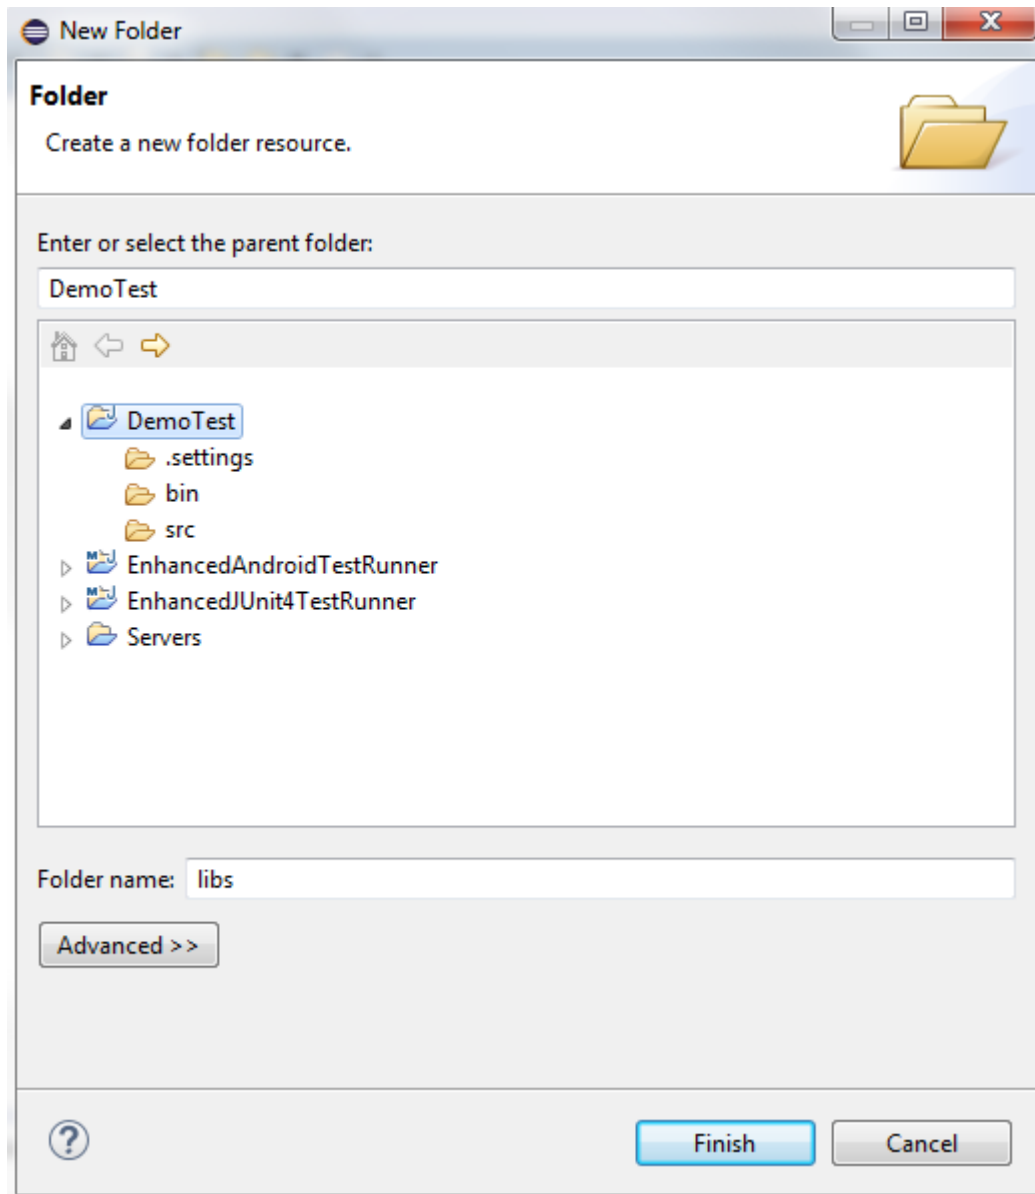 New Folder
Folder
Create a new folder resource.
Enter or select the parent folder:
DemoTest
DemoTest
.settings
bin
src
EnhancedAndroidTestRunner
EnhancedJUnit4TestRunner
Servers
Folder name: libs
Advanced >>
Finish Cancel